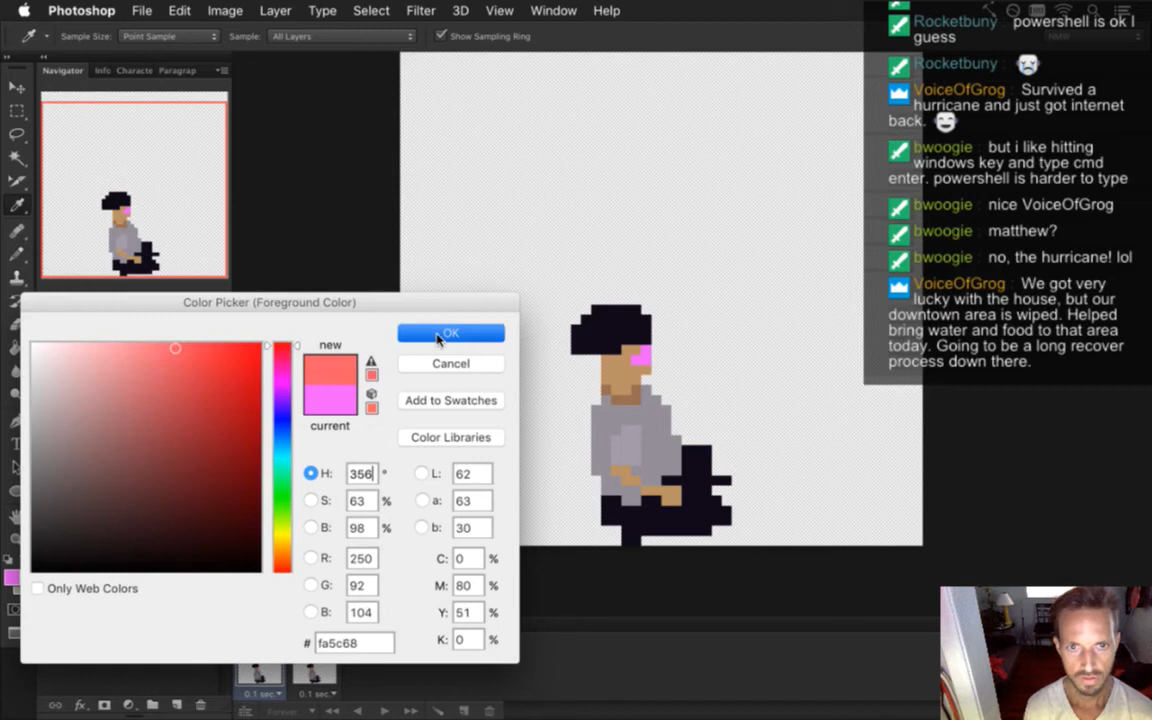 Photoshop File Edit Image Layer Type Select Filter 3D View Window Help
Sample Size: Point Sample Sample: All Layers Show Sampling Ring
Navigator Info Characte Paragrap
Rocketbuny : powershell is ok I
guess
Rocketbuny :
VoiceOfGrog : Survived a
hurricane and just got internet
back.
bwoogie : but i like hitting
windows key and type cmd
enter. powershell is harder to type
bwoogie : nice VoiceOfGrog
bwoogie : matthew?
bwoogie : no, the hurricane! lol
VoiceOfGrog : We got very
lucky with the house, but our
downtown area is wiped. Helped
bring water and food to that area
today. Going to be a long recover
process down there.
Color Picker (Foreground Color)
new
current
OK
Cancel
Add to Swatches
Color Libraries
H: 356 °
S: 63 %
B: 98 %
R: 250
G: 92
B: 104
# fa5c68
L: 62
a: 63
b: 30
C: 0 %
M: 80 %
Y: 51 %
K: 0 %
Only Web Colors
0.1 sec. 0.1 sec.
Forever